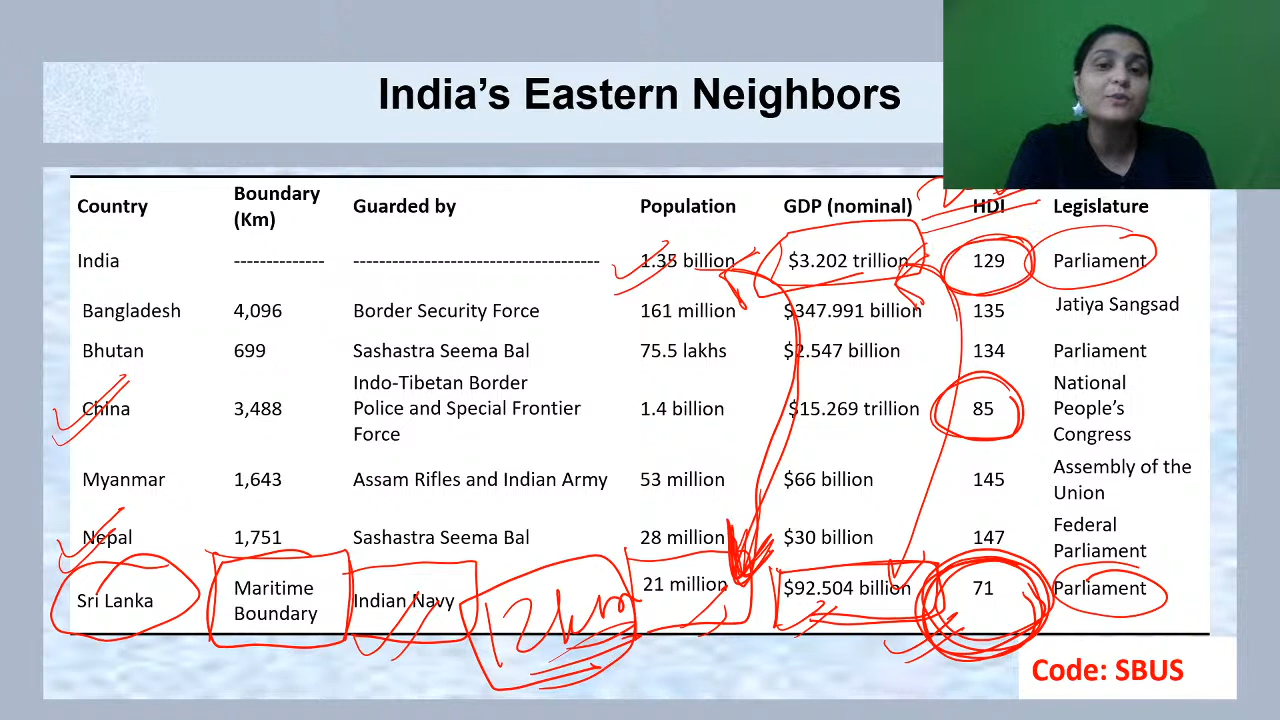 India's Eastern Neighbors
Country Boundary (Km) Guarded by Population GDP (nominal) HDI Legislature
India -------------- ------------------------------------- 1.35 billion $3.202 trillion 129 Parliament
Bangladesh 4,096 Border Security Force 161 million $347.991 billion 135 Jatiya Sangsad
Bhutan 699 Sashastra Seema Bal 75.5 lakhs $2.547 billion 134 Parliament
China 3,488 Indo-Tibetan Border Police and Special Frontier Force 1.4 billion $15.269 trillion 85 National People's Congress
Myanmar 1,643 Assam Rifles and Indian Army 53 million $66 billion 145 Assembly of the Union
Nepal 1,751 Sashastra Seema Bal 28 million $30 billion 147 Federal Parliament
Sri Lanka Maritime Boundary Indian Navy 21 million $92.504 billion 71 Parliament
12
Code: SBUS